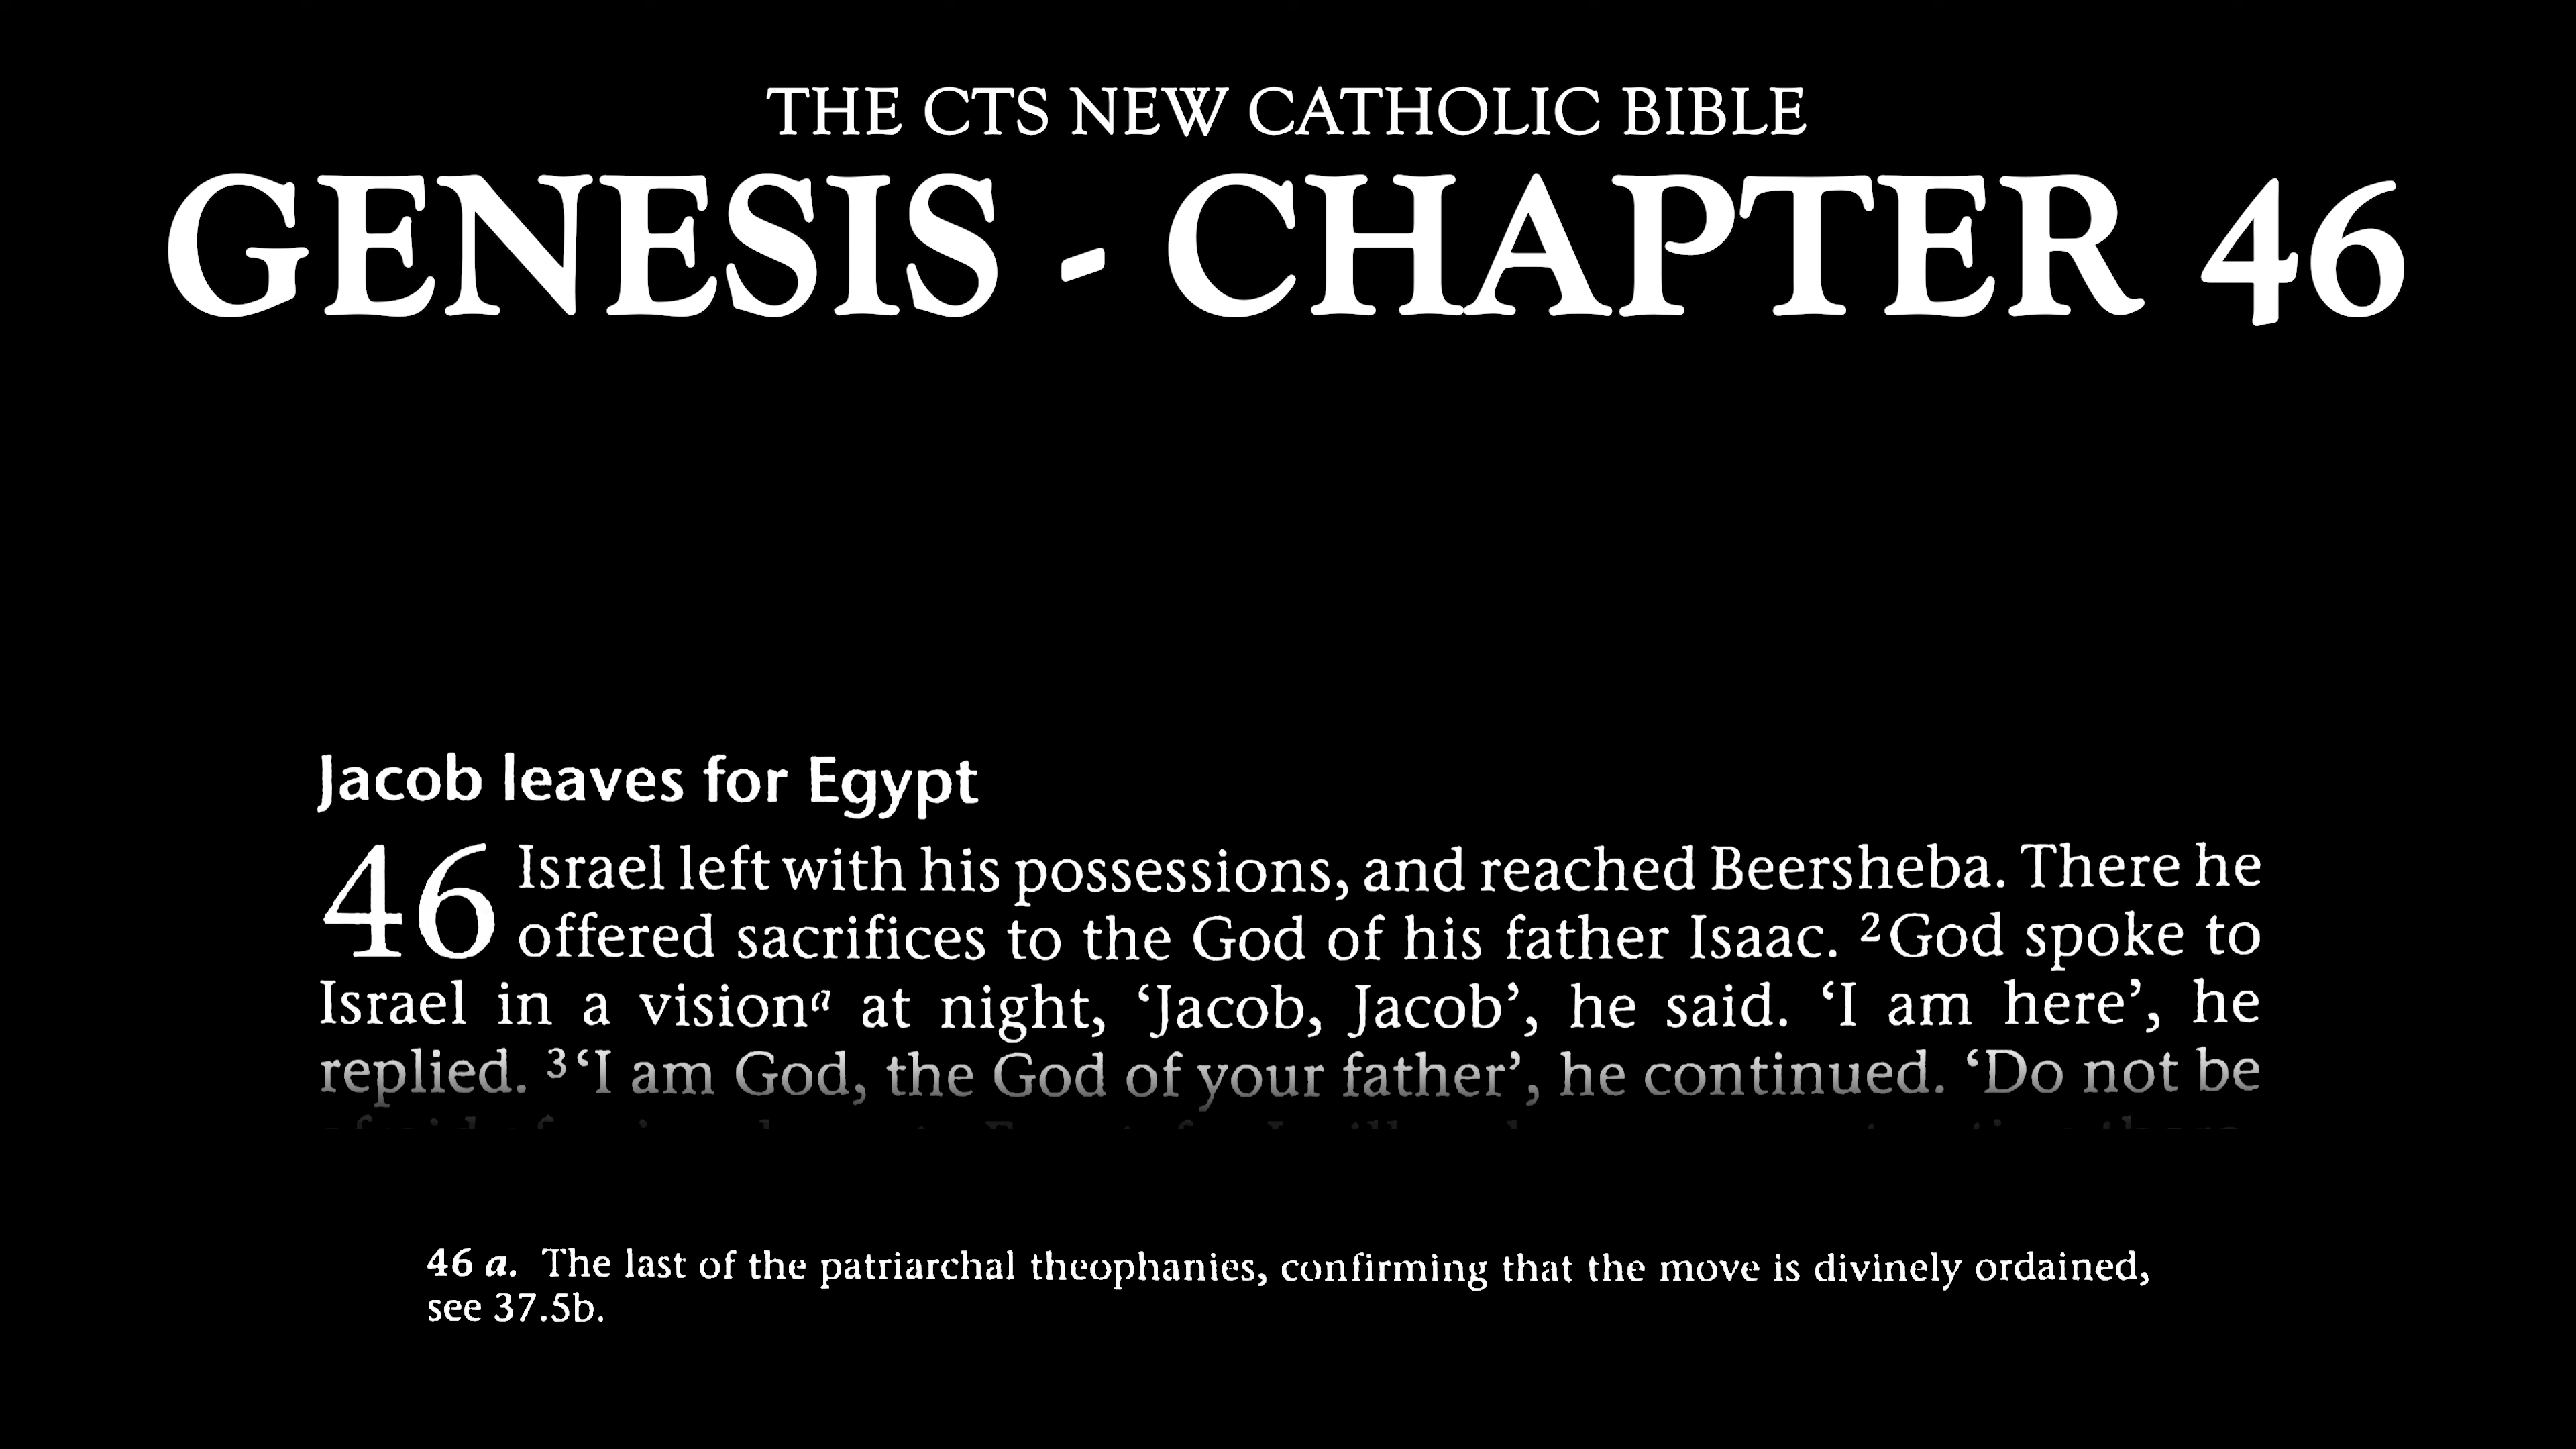 THE CTS NEW CATHOLIC BIBLE
GENESIS - CHAPTER 46
Jacob leaves for Egypt
46 Israel left with his possessions, and reached Beersheba. There he
offered sacrifices to the God of his father Isaac. ²God spoke to
Israel in a visionᵃ at night, ‘Jacob, Jacob’, he said. ‘I am here’, he
replied. ³‘I am God, the God of your father’, he continued. ‘Do not be
46 a. The last of the patriarchal theophanies, confirming that the move is divinely ordained,
see 37.5b.